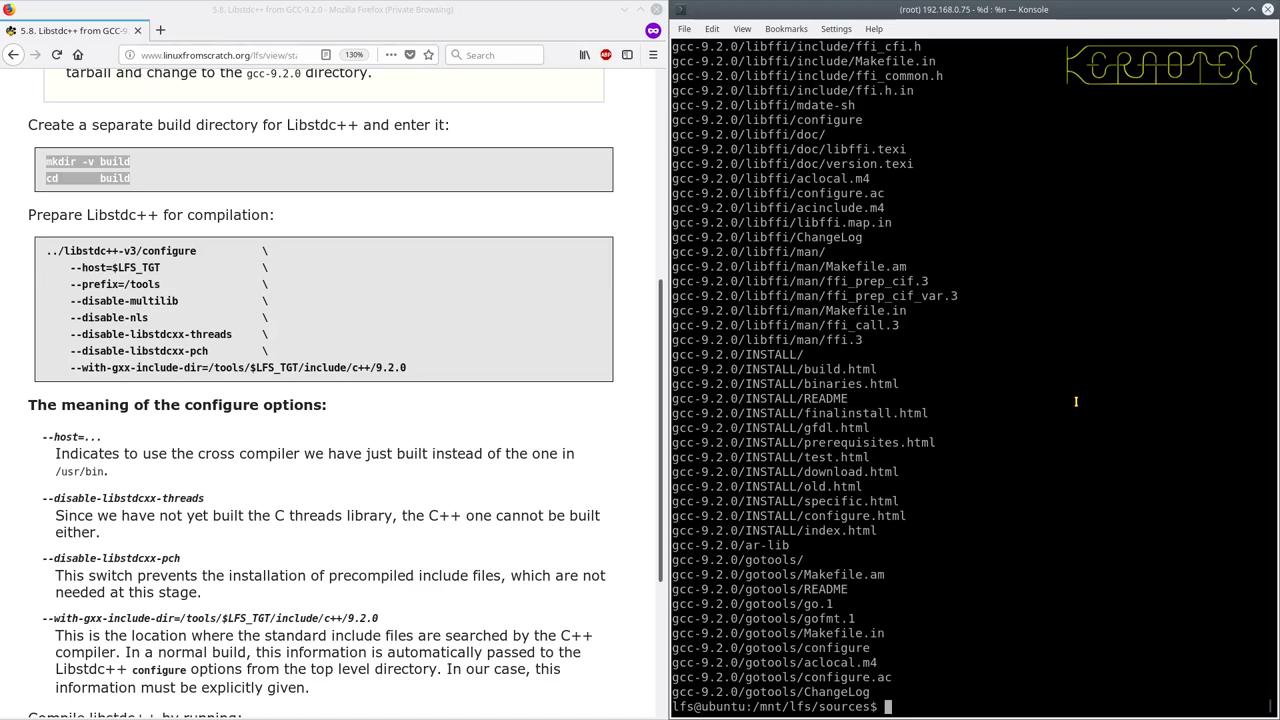 5.8. Libstdc++ from GCC-9.2.0 - Mozilla Firefox (Private Browsing)
5.8. Libstdc++ from GCC-9
www.linuxfromscratch.org/lfs/view/sta
130%
Search
tarball and change to the gcc-9.2.0 directory.
Create a separate build directory for Libstdc++ and enter it:
mkdir -v build
cd       build
Prepare Libstdc++ for compilation:
../libstdc++-v3/configure           \
    --host=$LFS_TGT                 \
    --prefix=/tools                 \
    --disable-multilib              \
    --disable-nls                   \
    --disable-libstdcxx-threads     \
    --disable-libstdcxx-pch         \
    --with-gxx-include-dir=/tools/$LFS_TGT/include/c++/9.2.0
The meaning of the configure options:
--host=...
Indicates to use the cross compiler we have just built instead of the one in
/usr/bin.
--disable-libstdcxx-threads
Since we have not yet built the C threads library, the C++ one cannot be built
either.
--disable-libstdcxx-pch
This switch prevents the installation of precompiled include files, which are not
needed at this stage.
--with-gxx-include-dir=/tools/$LFS_TGT/include/c++/9.2.0
This is the location where the standard include files are searched by the C++
compiler. In a normal build, this information is automatically passed to the
Libstdc++ configure options from the top level directory. In our case, this
information must be explicitly given.
Compile libstdc++ by running:
(root) 192.168.0.75 - %d : %n — Konsole
File Edit View Bookmarks Settings Help
KERNOTEX
gcc-9.2.0/libffi/include/ffi_cfi.h
gcc-9.2.0/libffi/include/Makefile.in
gcc-9.2.0/libffi/include/ffi_common.h
gcc-9.2.0/libffi/include/ffi.h.in
gcc-9.2.0/libffi/mdate-sh
gcc-9.2.0/libffi/configure
gcc-9.2.0/libffi/doc/
gcc-9.2.0/libffi/doc/libffi.texi
gcc-9.2.0/libffi/doc/version.texi
gcc-9.2.0/libffi/aclocal.m4
gcc-9.2.0/libffi/configure.ac
gcc-9.2.0/libffi/acinclude.m4
gcc-9.2.0/libffi/libffi.map.in
gcc-9.2.0/libffi/ChangeLog
gcc-9.2.0/libffi/man/
gcc-9.2.0/libffi/man/Makefile.am
gcc-9.2.0/libffi/man/ffi_prep_cif.3
gcc-9.2.0/libffi/man/ffi_prep_cif_var.3
gcc-9.2.0/libffi/man/Makefile.in
gcc-9.2.0/libffi/man/ffi_call.3
gcc-9.2.0/libffi/man/ffi.3
gcc-9.2.0/INSTALL/
gcc-9.2.0/INSTALL/build.html
gcc-9.2.0/INSTALL/binaries.html
gcc-9.2.0/INSTALL/README
gcc-9.2.0/INSTALL/finalinstall.html
gcc-9.2.0/INSTALL/gfdl.html
gcc-9.2.0/INSTALL/prerequisites.html
gcc-9.2.0/INSTALL/test.html
gcc-9.2.0/INSTALL/download.html
gcc-9.2.0/INSTALL/old.html
gcc-9.2.0/INSTALL/specific.html
gcc-9.2.0/INSTALL/configure.html
gcc-9.2.0/INSTALL/index.html
gcc-9.2.0/ar-lib
gcc-9.2.0/gotools/
gcc-9.2.0/gotools/Makefile.am
gcc-9.2.0/gotools/README
gcc-9.2.0/gotools/go.1
gcc-9.2.0/gotools/gofmt.1
gcc-9.2.0/gotools/Makefile.in
gcc-9.2.0/gotools/configure
gcc-9.2.0/gotools/aclocal.m4
gcc-9.2.0/gotools/configure.ac
gcc-9.2.0/gotools/ChangeLog
lfs@ubuntu:/mnt/lfs/sources$